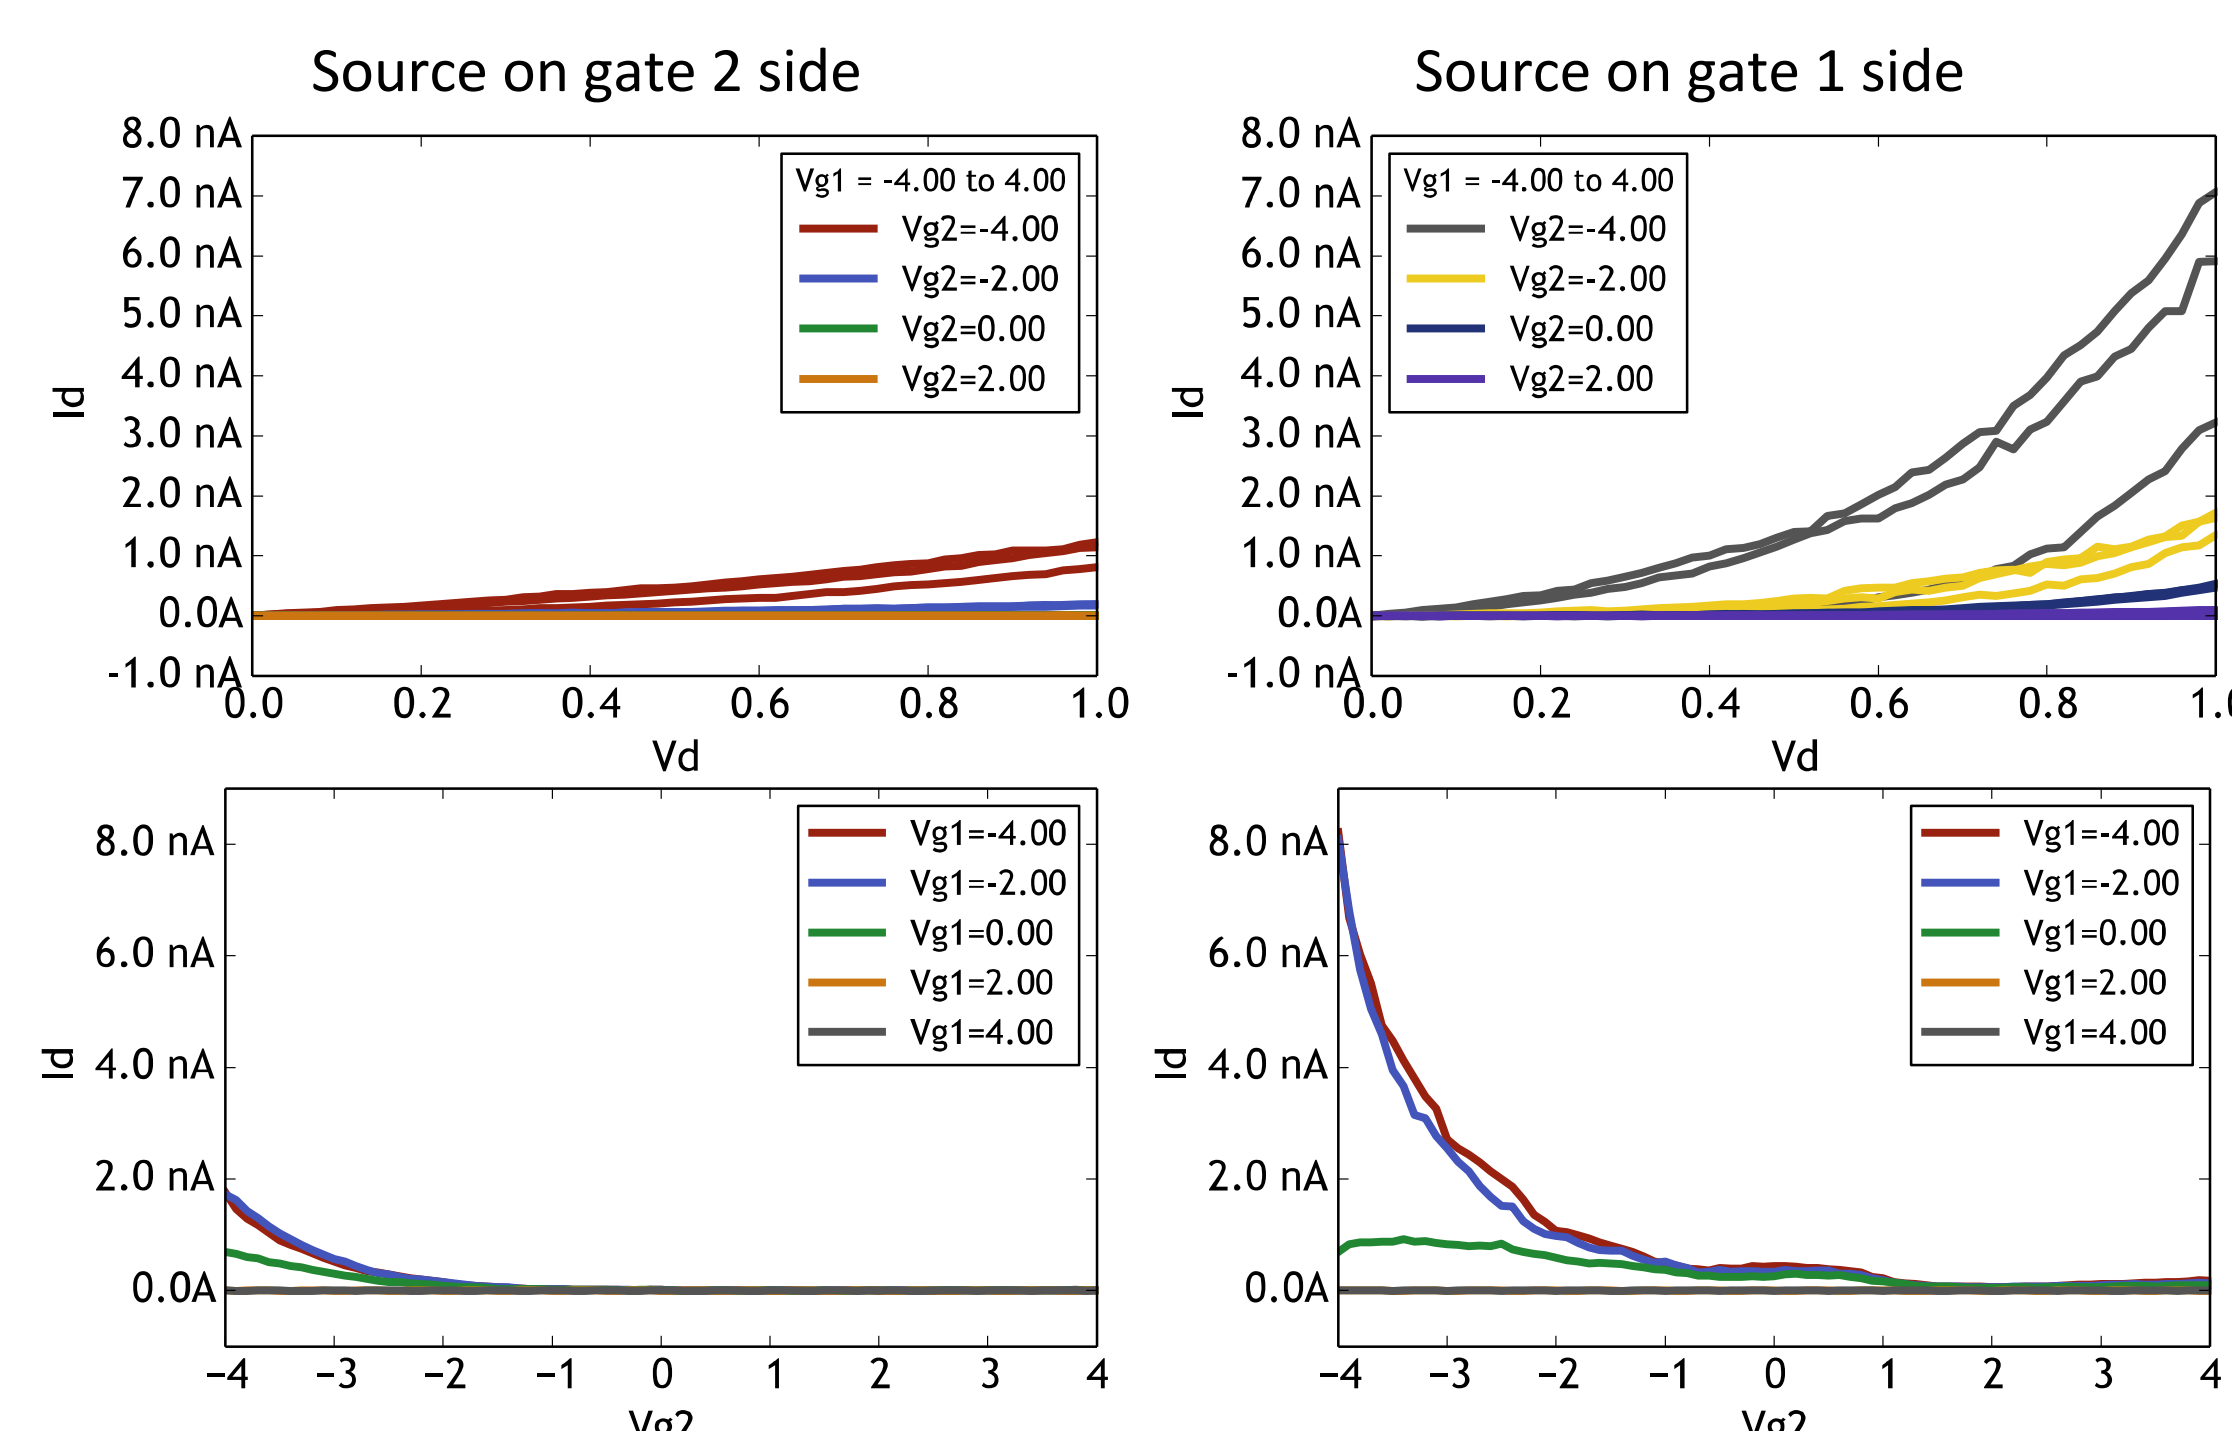 Source on gate 2 side
Source on gate 1 side
8.0 nA
7.0 nA
6.0 nA
5.0 nA
4.0 nA
3.0 nA
2.0 nA
1.0 nA
0.0A
-1.0 nA
Id
Vg1 = -4.00 to 4.00
Vg2=-4.00
Vg2=-2.00
Vg2=0.00
Vg2=2.00
0.0 0.2 0.4 0.6 0.8 1.0
Vd
8.0 nA
7.0 nA
6.0 nA
5.0 nA
4.0 nA
3.0 nA
2.0 nA
1.0 nA
0.0A
-1.0 nA
Id
Vg1 = -4.00 to 4.00
Vg2=-4.00
Vg2=-2.00
Vg2=0.00
Vg2=2.00
0.0 0.2 0.4 0.6 0.8 1.0
Vd
8.0 nA
6.0 nA
4.0 nA
2.0 nA
0.0A
Id
Vg1=-4.00
Vg1=-2.00
Vg1=0.00
Vg1=2.00
Vg1=4.00
−4 −3 −2 −1 0 1 2 3 4
Vg2
8.0 nA
6.0 nA
4.0 nA
2.0 nA
0.0A
Id
Vg1=-4.00
Vg1=-2.00
Vg1=0.00
Vg1=2.00
Vg1=4.00
−4 −3 −2 −1 0 1 2 3 4
Vg2